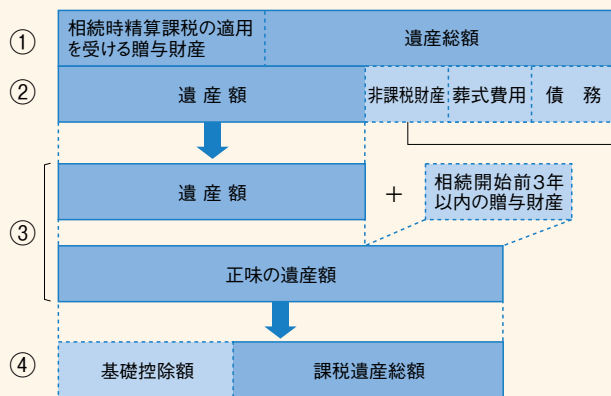 ①
相続時精算課税の適用
を受ける贈与財産
遺産総額
②
遺産額
非課税財産
葬式費用
債務
③
遺産額
+
相続開始前3年
以内の贈与財産
正味の遺産額
④
基礎控除額
課税遺産総額